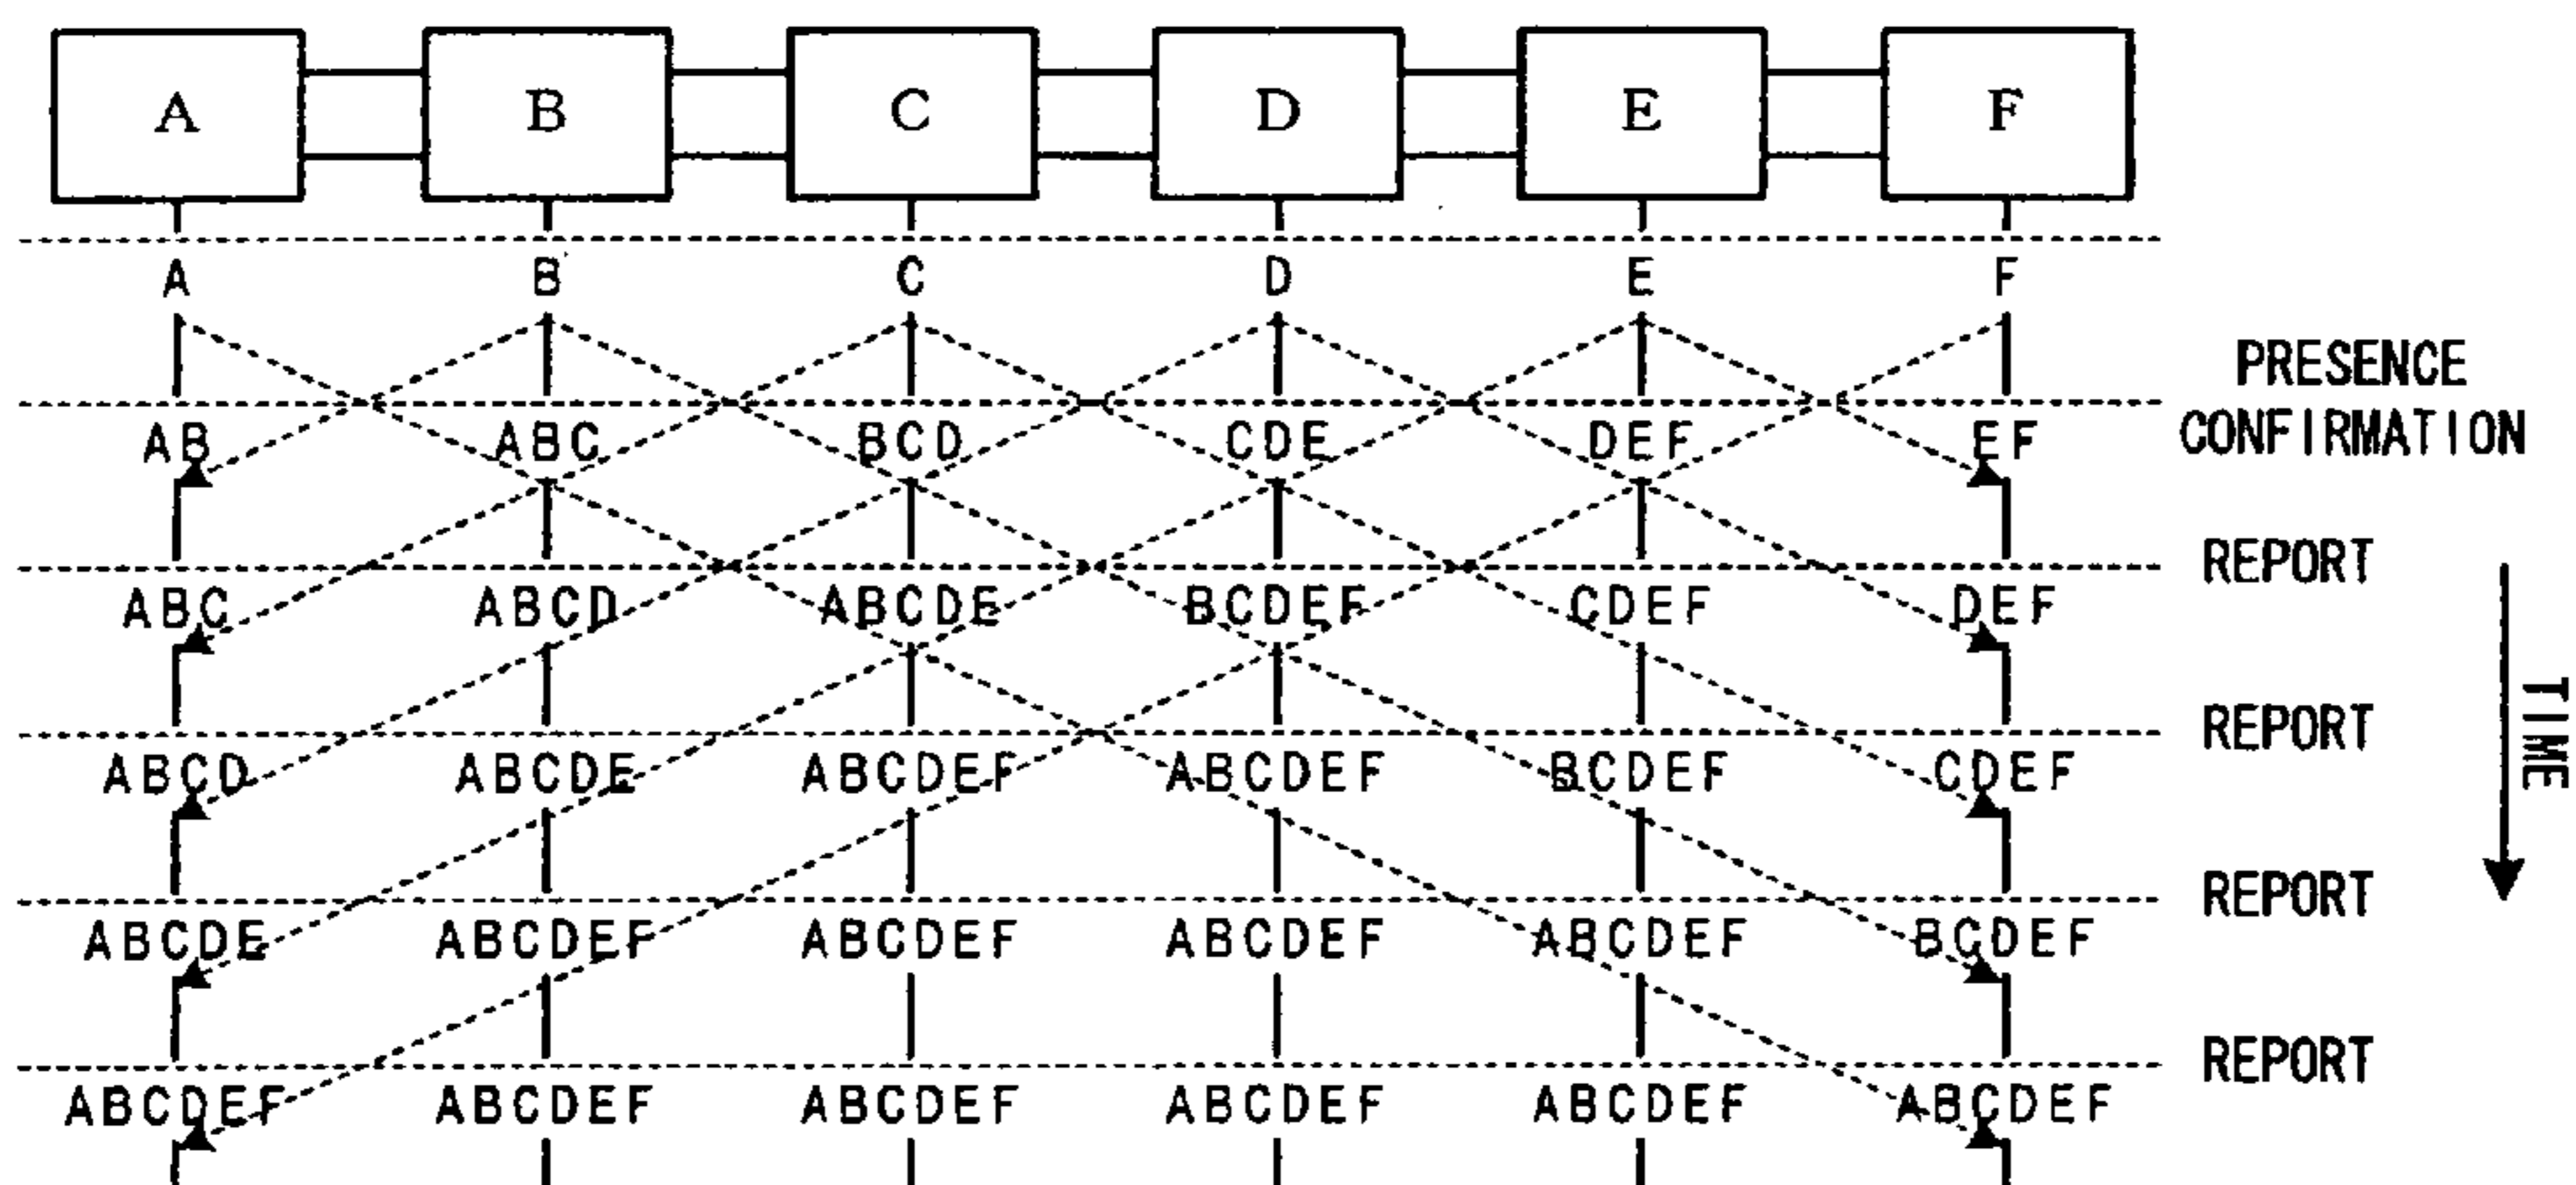 A B C D E F
A B C D E F
PRESENCE
CONFIRMATION
AB ABC BCD CDE DEF EF
REPORT
ABC ABCD ABCDE BCDEF CDEF DEF
TIME
REPORT
ABCD ABCDE ABCDEF ABCDEF BCDEF CDEF
REPORT
ABCDE ABCDEF ABCDEF ABCDEF ABCDEF BCDEF
REPORT
ABCDEF ABCDEF ABCDEF ABCDEF ABCDEF ABCDEF